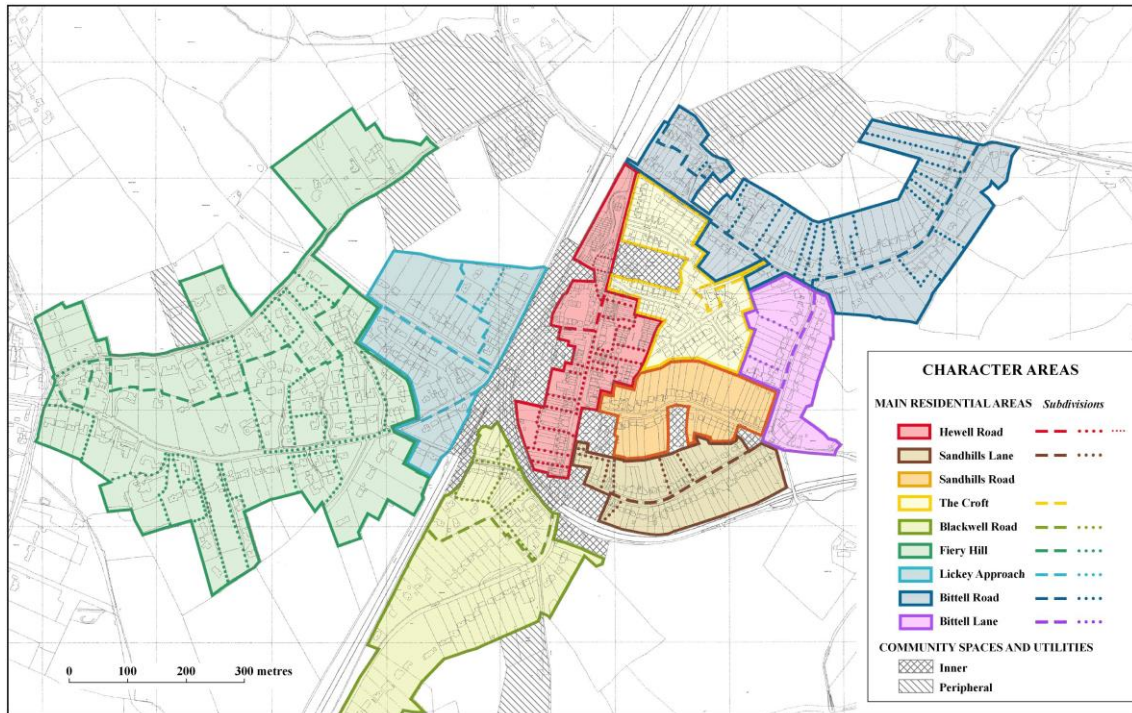 CHARACTER AREAS
MAIN RESIDENTIAL AREAS Subdivisions
Hewell Road
Sandhills Lane
Sandhills Road
The Croft
Blackwell Road
Fiery Hill
Lickey Approach
Bittell Road
Bittell Lane
COMMUNITY SPACES AND UTILITIES
Inner
Peripheral
0 100 200 300 metres